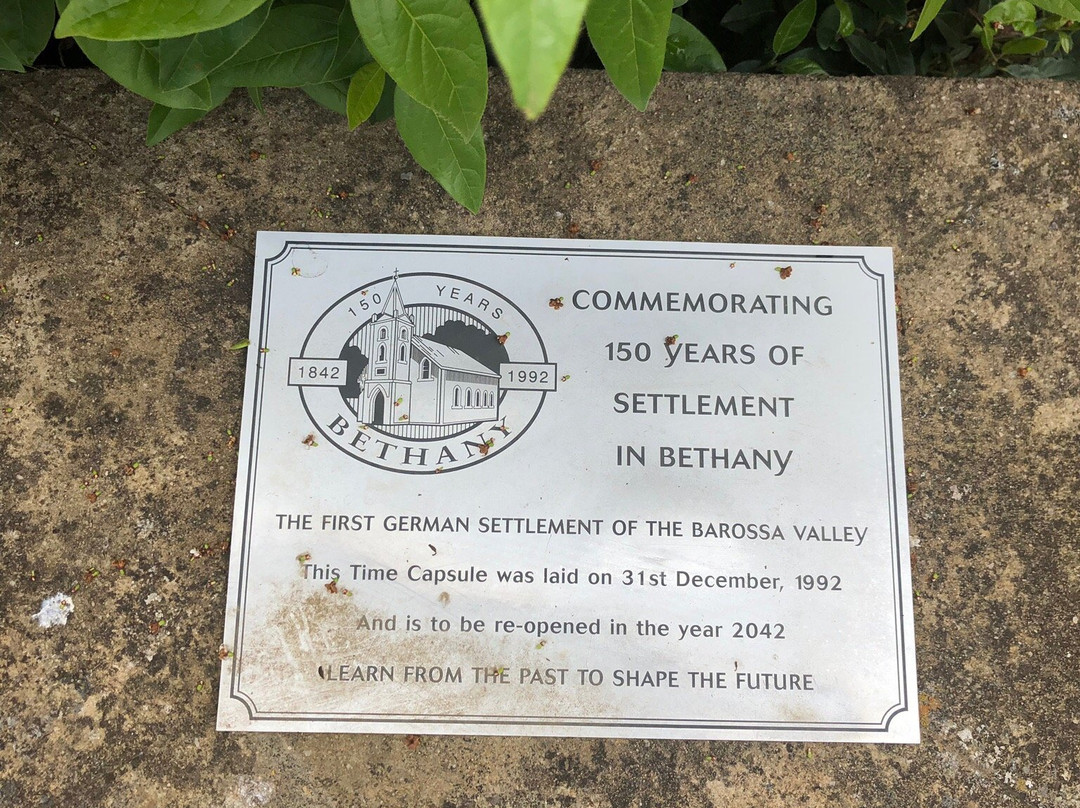 150 YEARS
1842
1992
BETHANY
COMMEMORATING
150 YEARS OF
SETTLEMENT
IN BETHANY
THE FIRST GERMAN SETTLEMENT OF THE BAROSSA VALLEY
This Time Capsule was laid on 31st December, 1992
And is to be re-opened in the year 2042
LEARN FROM THE PAST TO SHAPE THE FUTURE